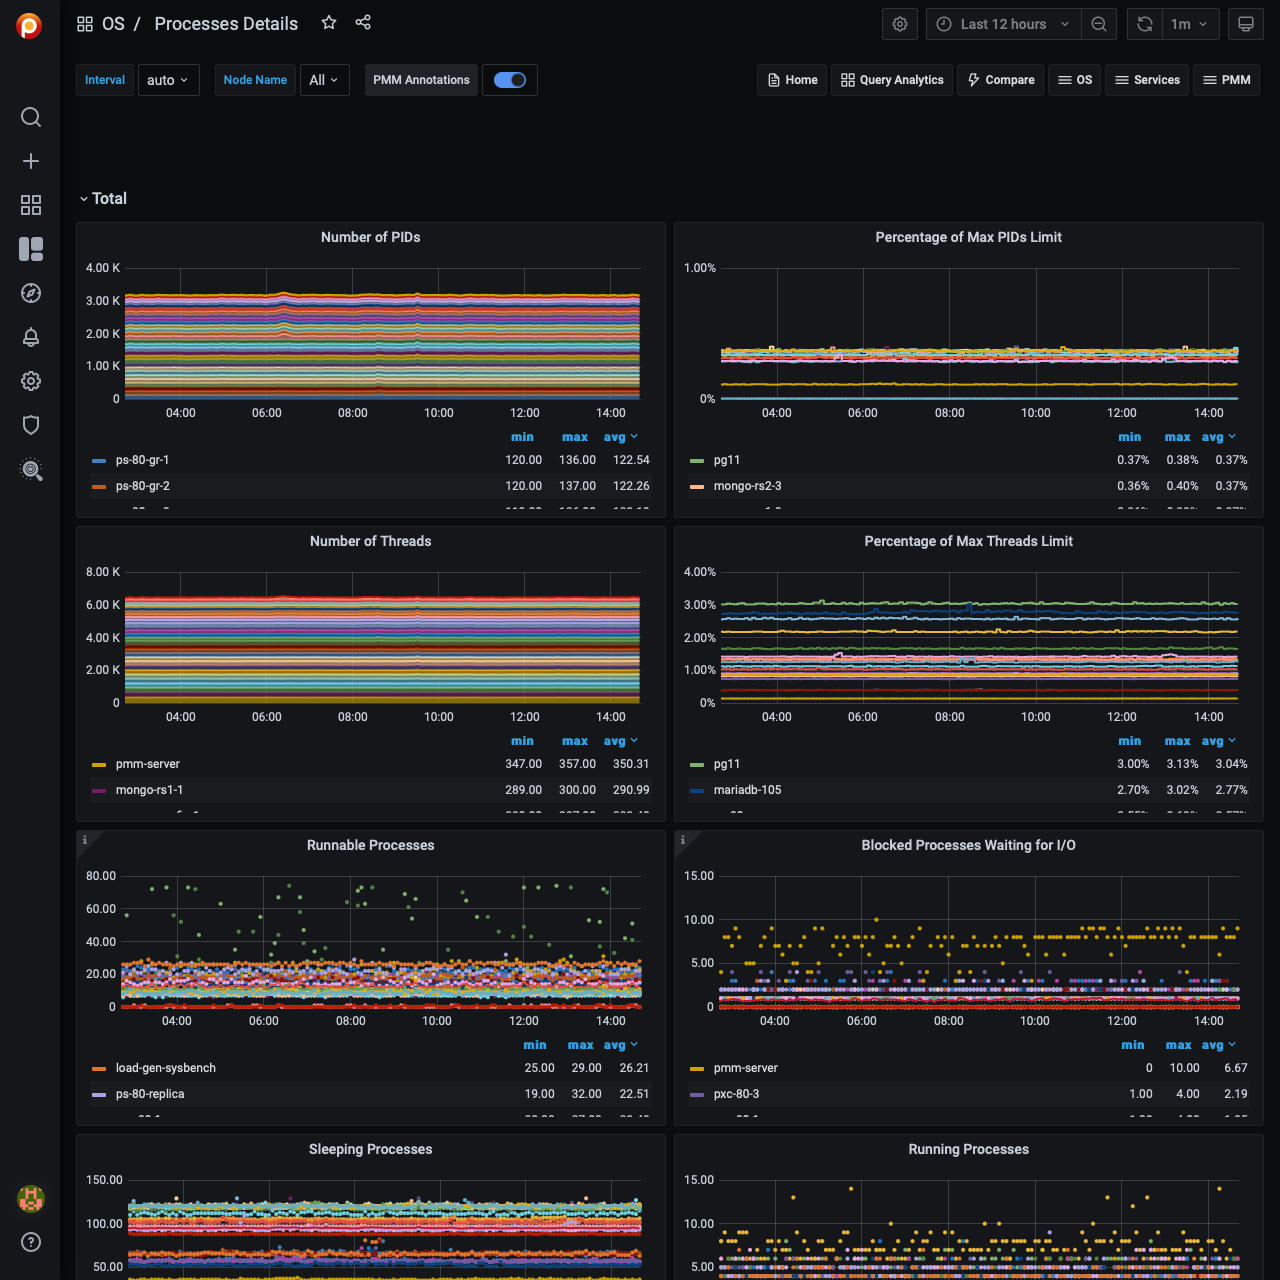 OS / Processes Details
Last 12 hours
1m
Interval auto Node Name All PMM Annotations
Home Query Analytics Compare OS Services PMM
Total
Number of PIDs
4.00 K
3.00 K
2.00 K
1.00 K
0
04:00 06:00 08:00 10:00 12:00 14:00
min max avg
ps-80-gr-1 120.00 136.00 122.54
ps-80-gr-2 120.00 137.00 122.26
Percentage of Max PIDs Limit
1.00%
0%
04:00 06:00 08:00 10:00 12:00 14:00
min max avg
pg11 0.37% 0.38% 0.37%
mongo-rs2-3 0.36% 0.40% 0.37%
Number of Threads
8.00 K
6.00 K
4.00 K
2.00 K
0
04:00 06:00 08:00 10:00 12:00 14:00
min max avg
pmm-server 347.00 357.00 350.31
mongo-rs1-1 289.00 300.00 290.99
Percentage of Max Threads Limit
4.00%
3.00%
2.00%
1.00%
0%
04:00 06:00 08:00 10:00 12:00 14:00
min max avg
pg11 3.00% 3.13% 3.04%
mariadb-105 2.70% 3.02% 2.77%
Runnable Processes
80.00
60.00
40.00
20.00
0
04:00 06:00 08:00 10:00 12:00 14:00
min max avg
load-gen-sysbench 25.00 29.00 26.21
ps-80-replica 19.00 32.00 22.51
Blocked Processes Waiting for I/O
15.00
10.00
5.00
0
04:00 06:00 08:00 10:00 12:00 14:00
min max avg
pmm-server 0 10.00 6.67
pxc-80-3 1.00 4.00 2.19
Sleeping Processes
150.00
100.00
50.00
Running Processes
15.00
10.00
5.00